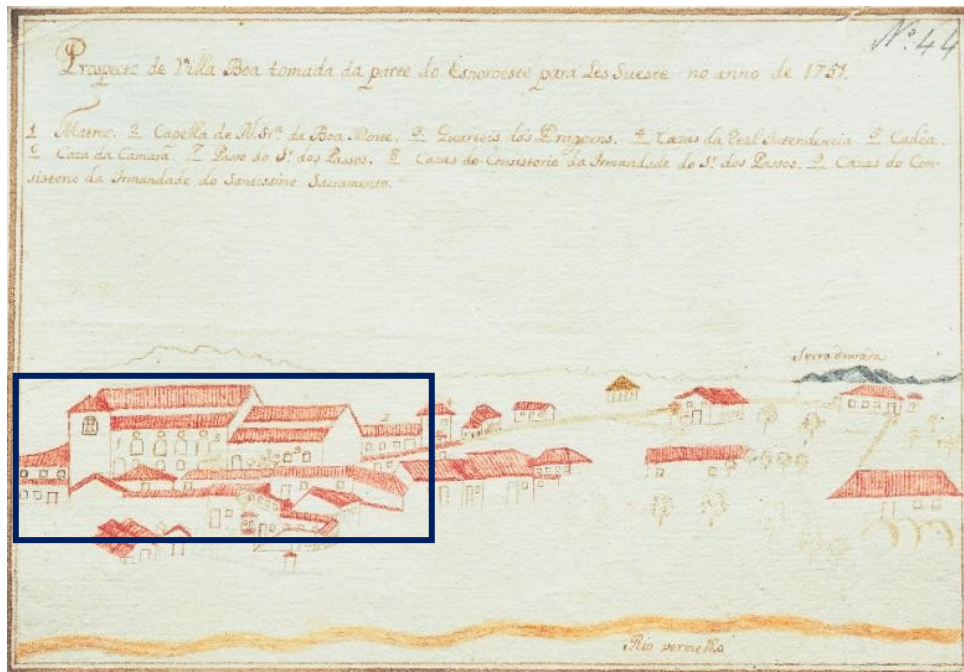 Nº. 44
Prospecto de Villa Boa tomada da parte do Esnoroeste para Les Sueste no anno de 1751.
1 Matriz. 2 Capella de N. Srª da Boa Morte. 3 Quarteis dos Dragoens. 4 Cazas da Real Intendencia. 5 Cadêa.
6 Caza da Camara. 7 Passo do Sr. dos Passos. 8 Cazas do Consistorio da Irmandade do Sr. dos Passos. 9 Cazas do Con-
sistorio da Irmandade do Santissimo Sacramento.
Serra dourada
3
Rio vermelho